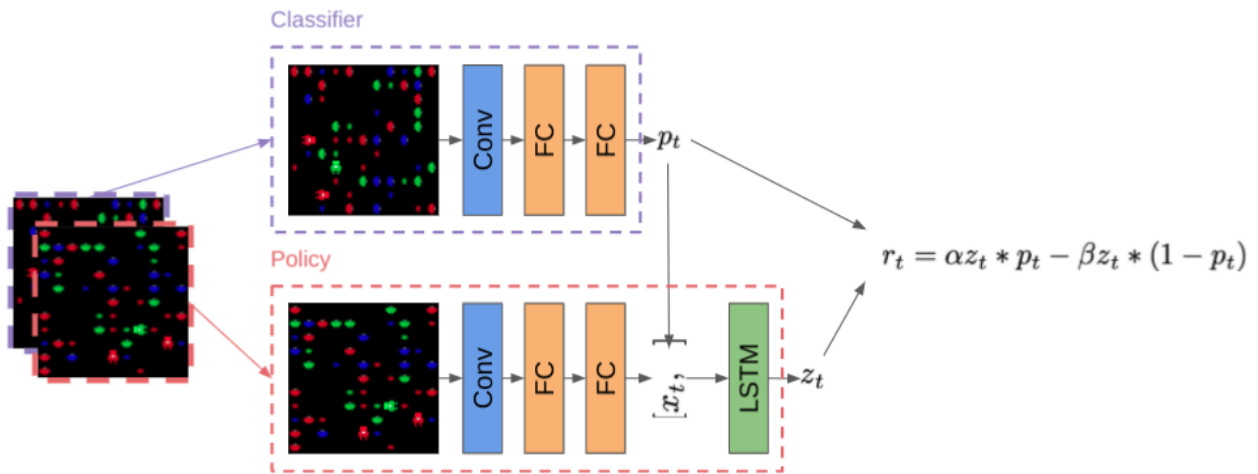 Classifier
Conv
FC
FC
p_t
Policy
Conv
FC
FC
[x_t, ]
LSTM
z_t
r_t = αz_t * p_t − βz_t * (1 − p_t)